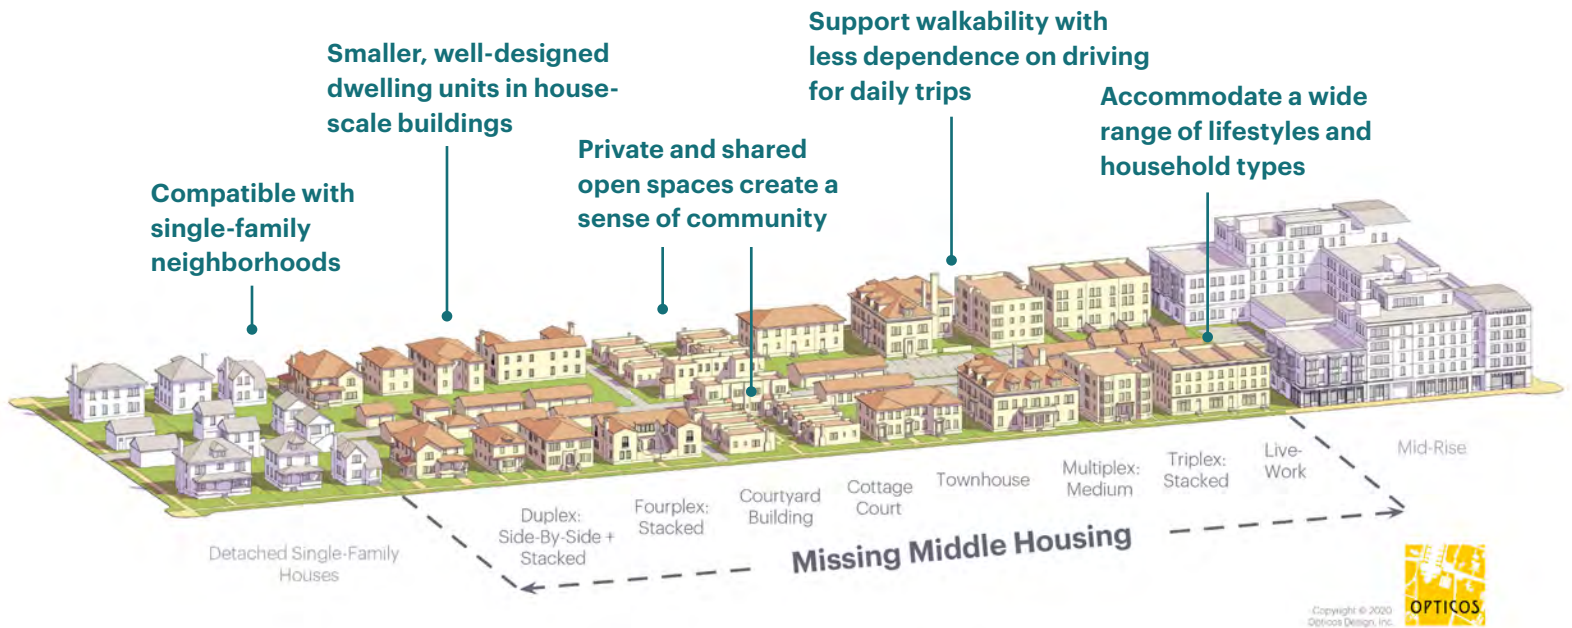 Support walkability with
less dependence on driving
for daily trips
Smaller, well-designed
dwelling units in house-
scale buildings
Accommodate a wide
range of lifestyles and
household types
Private and shared
open spaces create a
sense of community
Compatible with
single-family
neighborhoods
Detached Single-Family
Houses
Duplex:
Side-By-Side +
Stacked
Fourplex:
Stacked
Courtyard
Building
Cottage
Court
Townhouse
Multiplex:
Medium
Triplex:
Stacked
Live-
Work
Mid-Rise
Missing Middle Housing
Copyright © 2020
Opticos Design, Inc.
OPTICOS